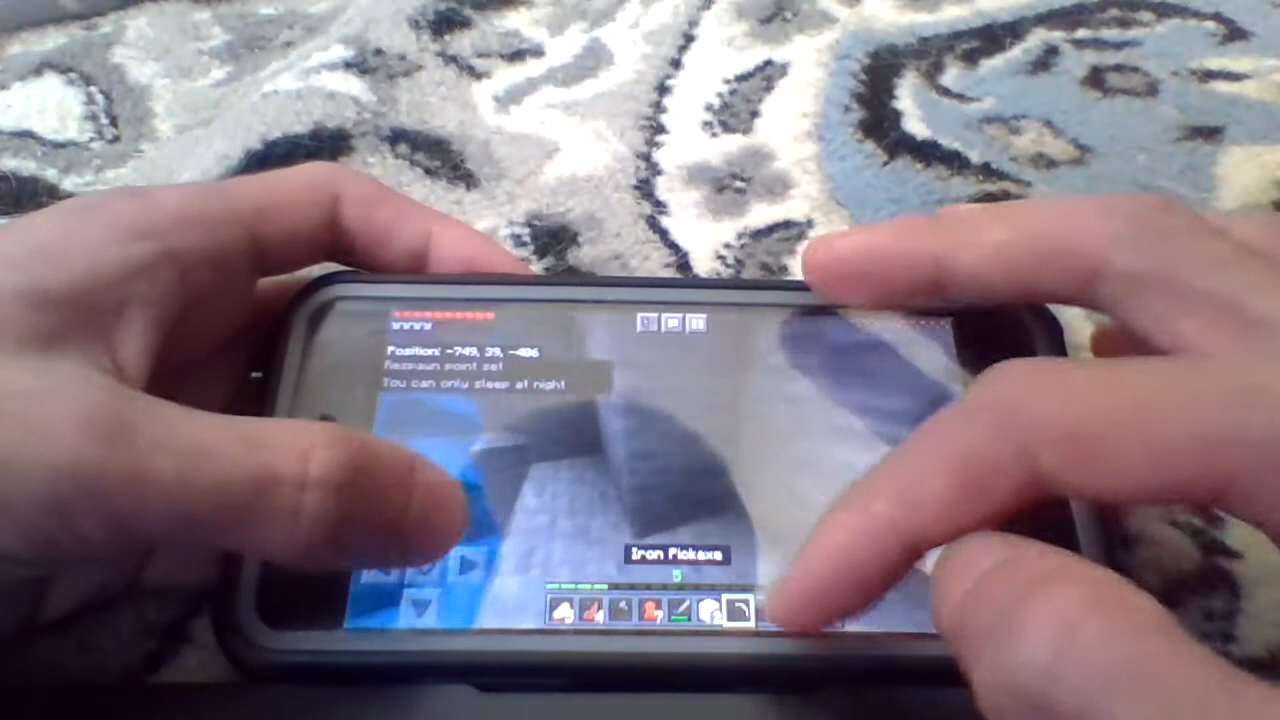 Position: -749, 39, -406
Respawn point set
You can only sleep at night
Iron Pickaxe
5